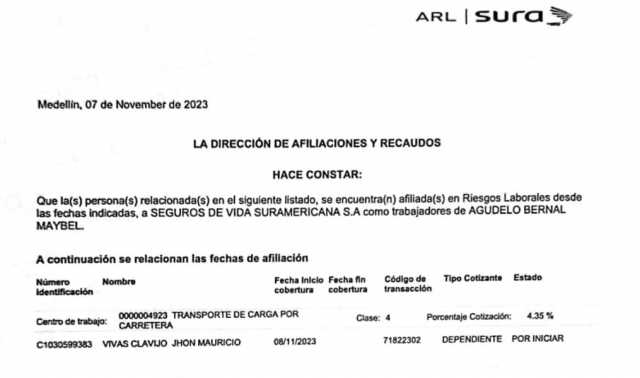 ARL | sura
Medellín, 07 de November de 2023
LA DIRECCIÓN DE AFILIACIONES Y RECAUDOS
HACE CONSTAR:
Que la(s) persona(s) relacionada(s) en el siguiente listado, se encuentra(n) afiliada(s) en Riesgos Laborales desde
las fechas indicadas, a SEGUROS DE VIDA SURAMERICANA S.A como trabajadores de AGUDELO BERNAL
MAYBEL.
A continuación se relacionan las fechas de afiliación
Número Nombre Fecha Inicio Fecha fin Código de Tipo Cotizante Estado
Identificación cobertura cobertura transacción
Centro de trabajo: 0000004923 TRANSPORTE DE CARGA POR Clase: 4 Porcentaje Cotización: 4.35 %
CARRETERA
C1030599383 VIVAS CLAVIJO JHON MAURICIO 08/11/2023 71822302 DEPENDIENTE POR INICIAR